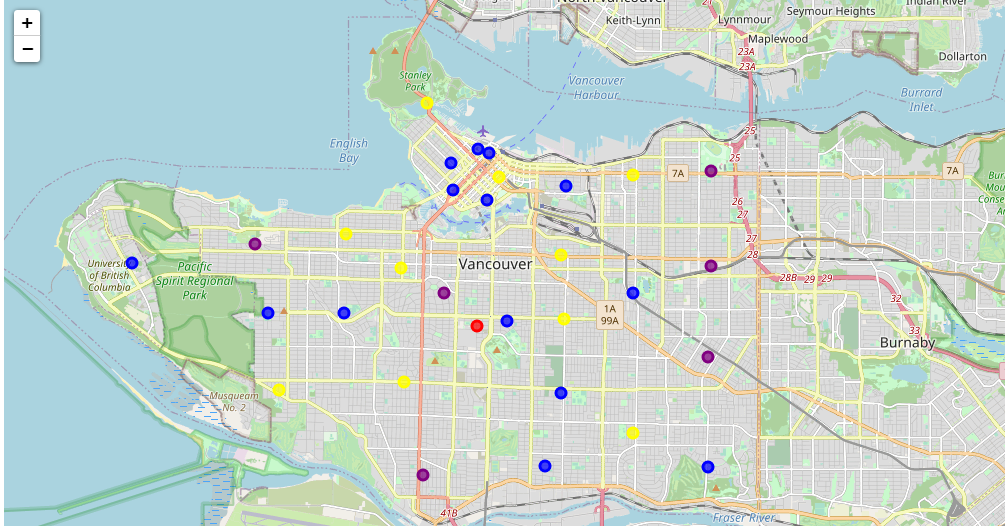 +
−
North Vancouver
21
Indian River
Keith-Lynn
Lynnmour
Seymour Heights
Maplewood
23A
23A
Dollarton
Stanley
Park
Vancouver
Harbour
Burrard
Inlet
English
Bay
25
25
7A
7A
26
27
27
28
28B
29
29
University
of British
Columbia
Pacific
Spirit Regional
Park
Vancouver
1A
99A
32
33
Burnaby
Musqueam
No. 2
41B
Fraser River